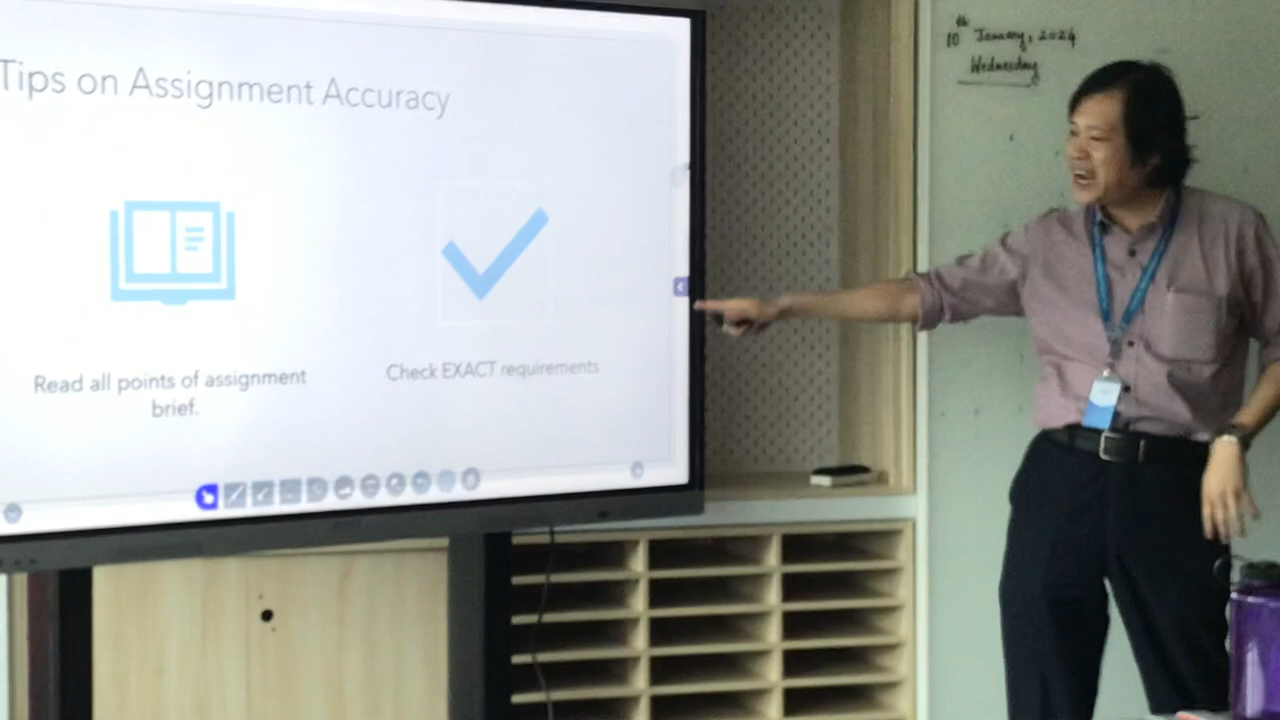 Tips on Assignment Accuracy
Read all points of assignment
brief.
Check EXACT requirements
10th January, 2024
Wednesday